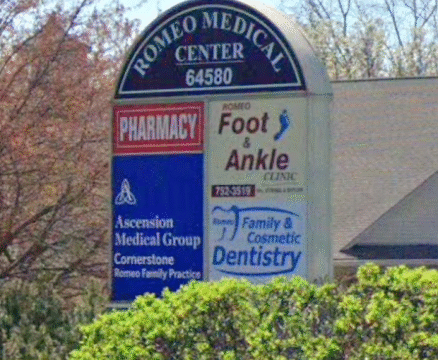 ROMEO MEDICAL
CENTER
64580
PHARMACY
ROMEO
Foot
&
Ankle
CLINIC
752-3519
Ascension
Medical Group
Cornerstone
Romeo Family Practice
Romeo
Family &
Cosmetic
Dentistry